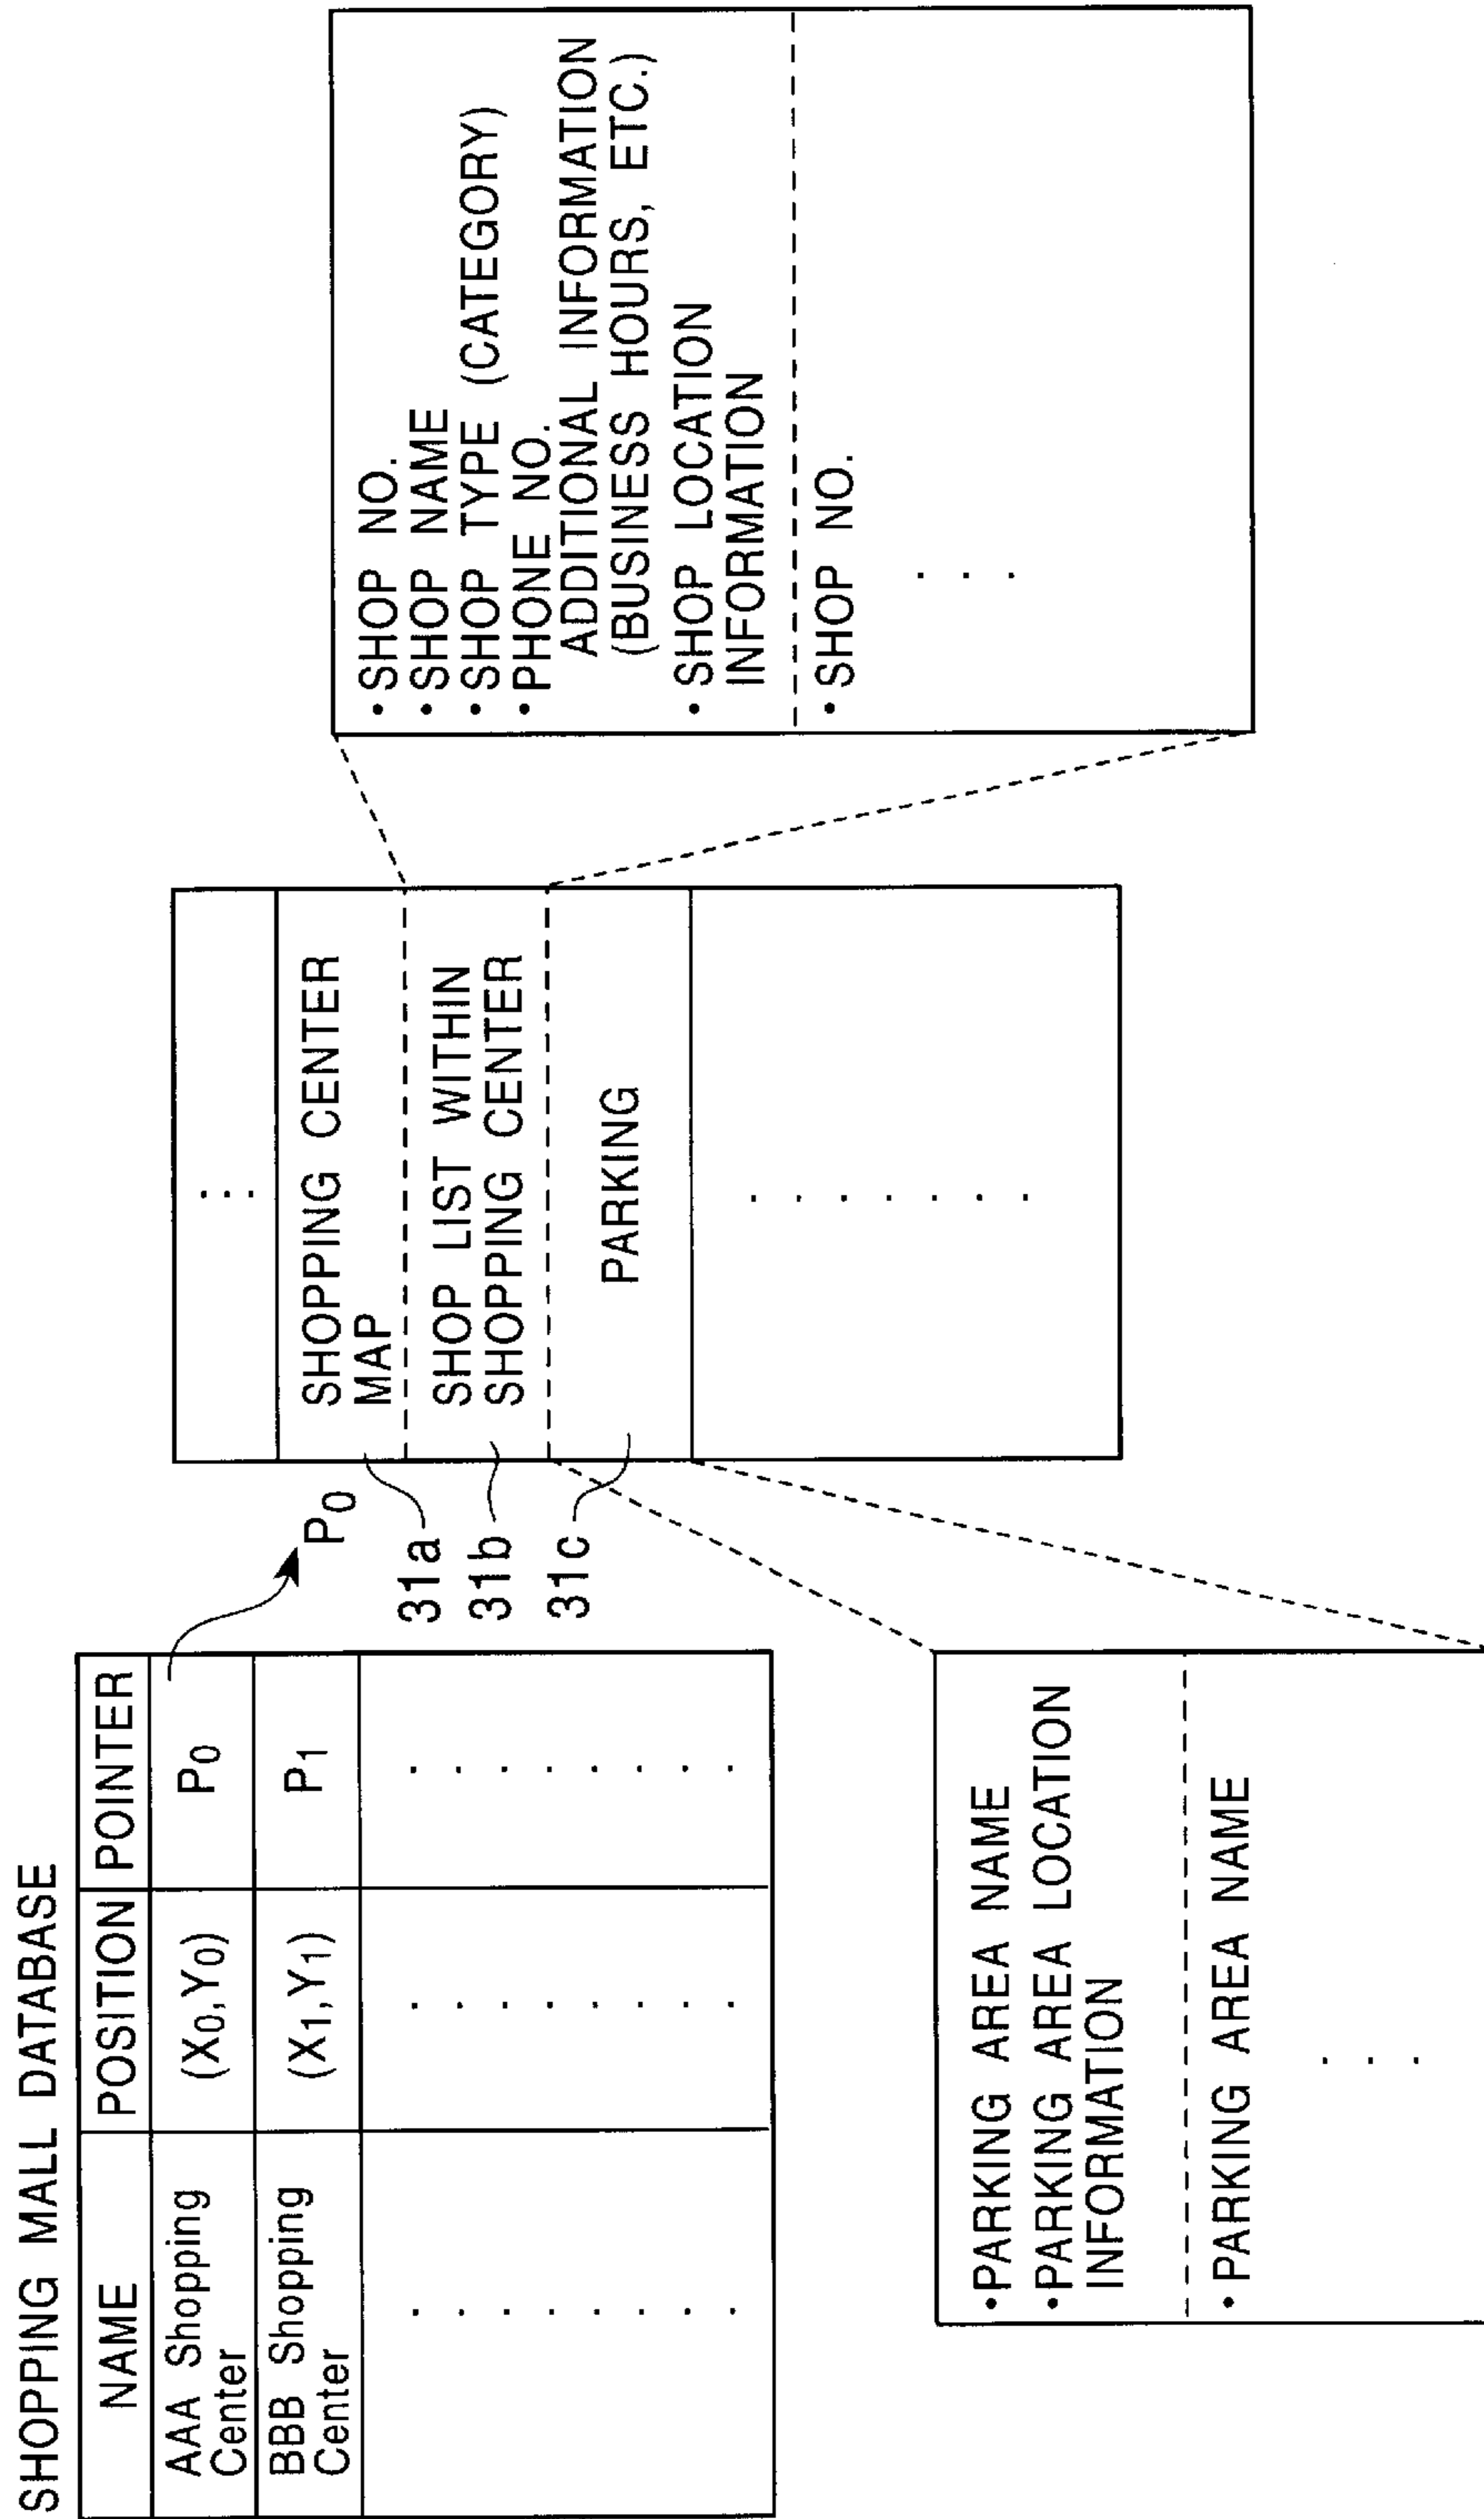 SHOPPING MALL DATABASE
NAME POSITION POINTER
AAA Shopping
Center
(X0,Y0)
P0
BBB Shopping
Center
(X1,Y1)
P1
. . . . . . . .
. . . . . . . .
. . . . . . . .
P0
31a
31b
31c
. . .
SHOPPING CENTER
MAP
SHOP LIST WITHIN
SHOPPING CENTER
PARKING
. . . . . . .
• SHOP NO.
• SHOP NAME
• SHOP TYPE (CATEGORY)
• PHONE NO.
ADDITIONAL INFORMATION
(BUSINESS HOURS, ETC.)
• SHOP LOCATION
INFORMATION
• SHOP NO.
. . .
• PARKING AREA NAME
• PARKING AREA LOCATION
INFORMATION
• PARKING AREA NAME
. . .